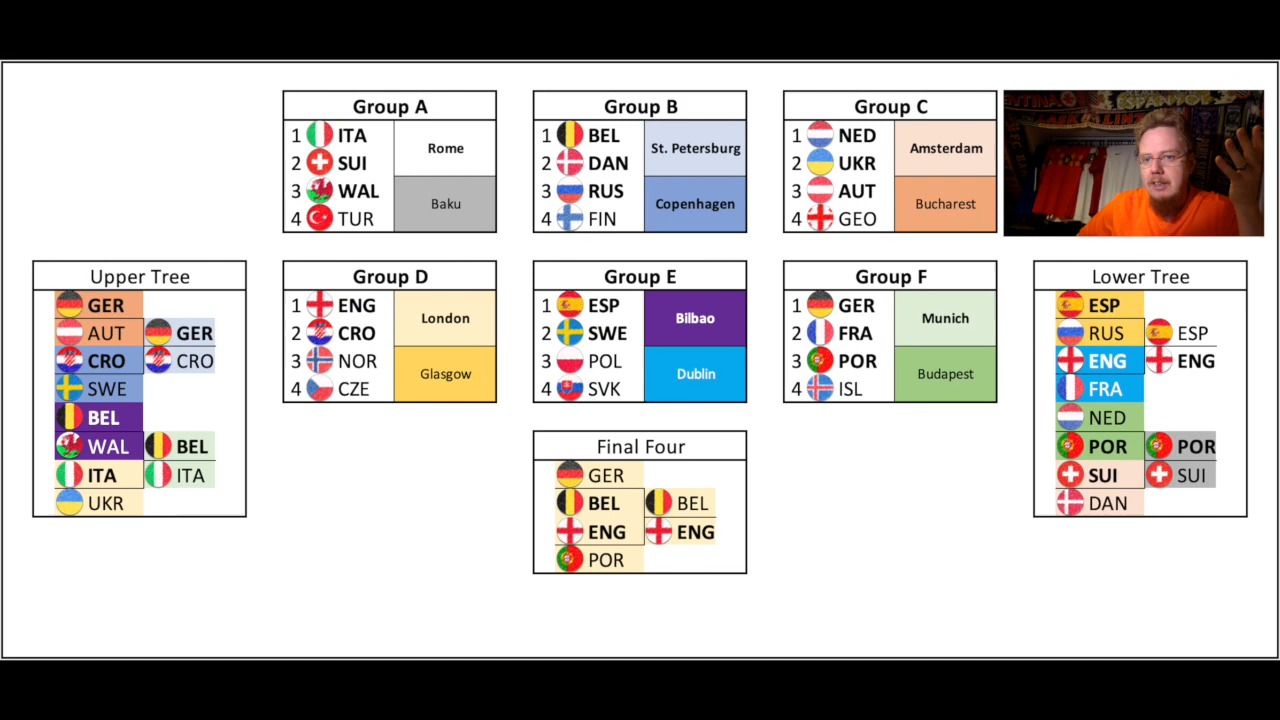 Group A
1 ITA
2 SUI
3 WAL
4 TUR
Rome
Baku
Group B
1 BEL
2 DAN
3 RUS
4 FIN
St. Petersburg
Copenhagen
Group C
1 NED
2 UKR
3 AUT
4 GEO
Amsterdam
Bucharest
ESPANYOL
LINZ
Upper Tree
GER
AUT GER
CRO CRO
SWE
BEL
WAL BEL
ITA ITA
UKR
Group D
1 ENG
2 CRO
3 NOR
4 CZE
London
Glasgow
Group E
1 ESP
2 SWE
3 POL
4 SVK
Bilbao
Dublin
Group F
1 GER
2 FRA
3 POR
4 ISL
Munich
Budapest
Lower Tree
ESP
RUS ESP
ENG ENG
FRA
NED
POR POR
SUI SUI
DAN
Final Four
GER
BEL BEL
ENG ENG
POR